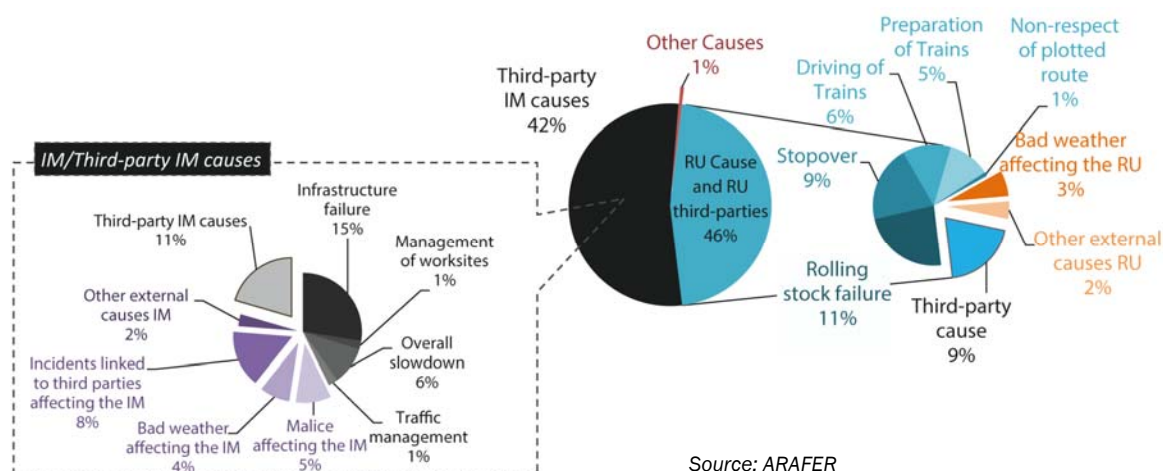 IM/Third-party IM causes
Third-party IM causes
11%
Infrastructure
failure
15%
Management
of worksites
1%
Overall
slowdown
6%
Traffic
management
1%
Malice
affecting the IM
5%
Bad weather
affecting the IM
4%
Incidents linked
to third parties
affecting the IM
8%
Other external
causes IM
2%
Third-party
IM causes
42%
Other Causes
1%
RU Cause
and RU
third-parties
46%
Driving of
Trains
6%
Preparation
of Trains
5%
Non-respect
of plotted
route
1%
Bad weather
affecting the RU
3%
Other external
causes RU
2%
Third-party
cause
9%
Rolling
stock failure
11%
Stopover
9%
Source: ARAFER